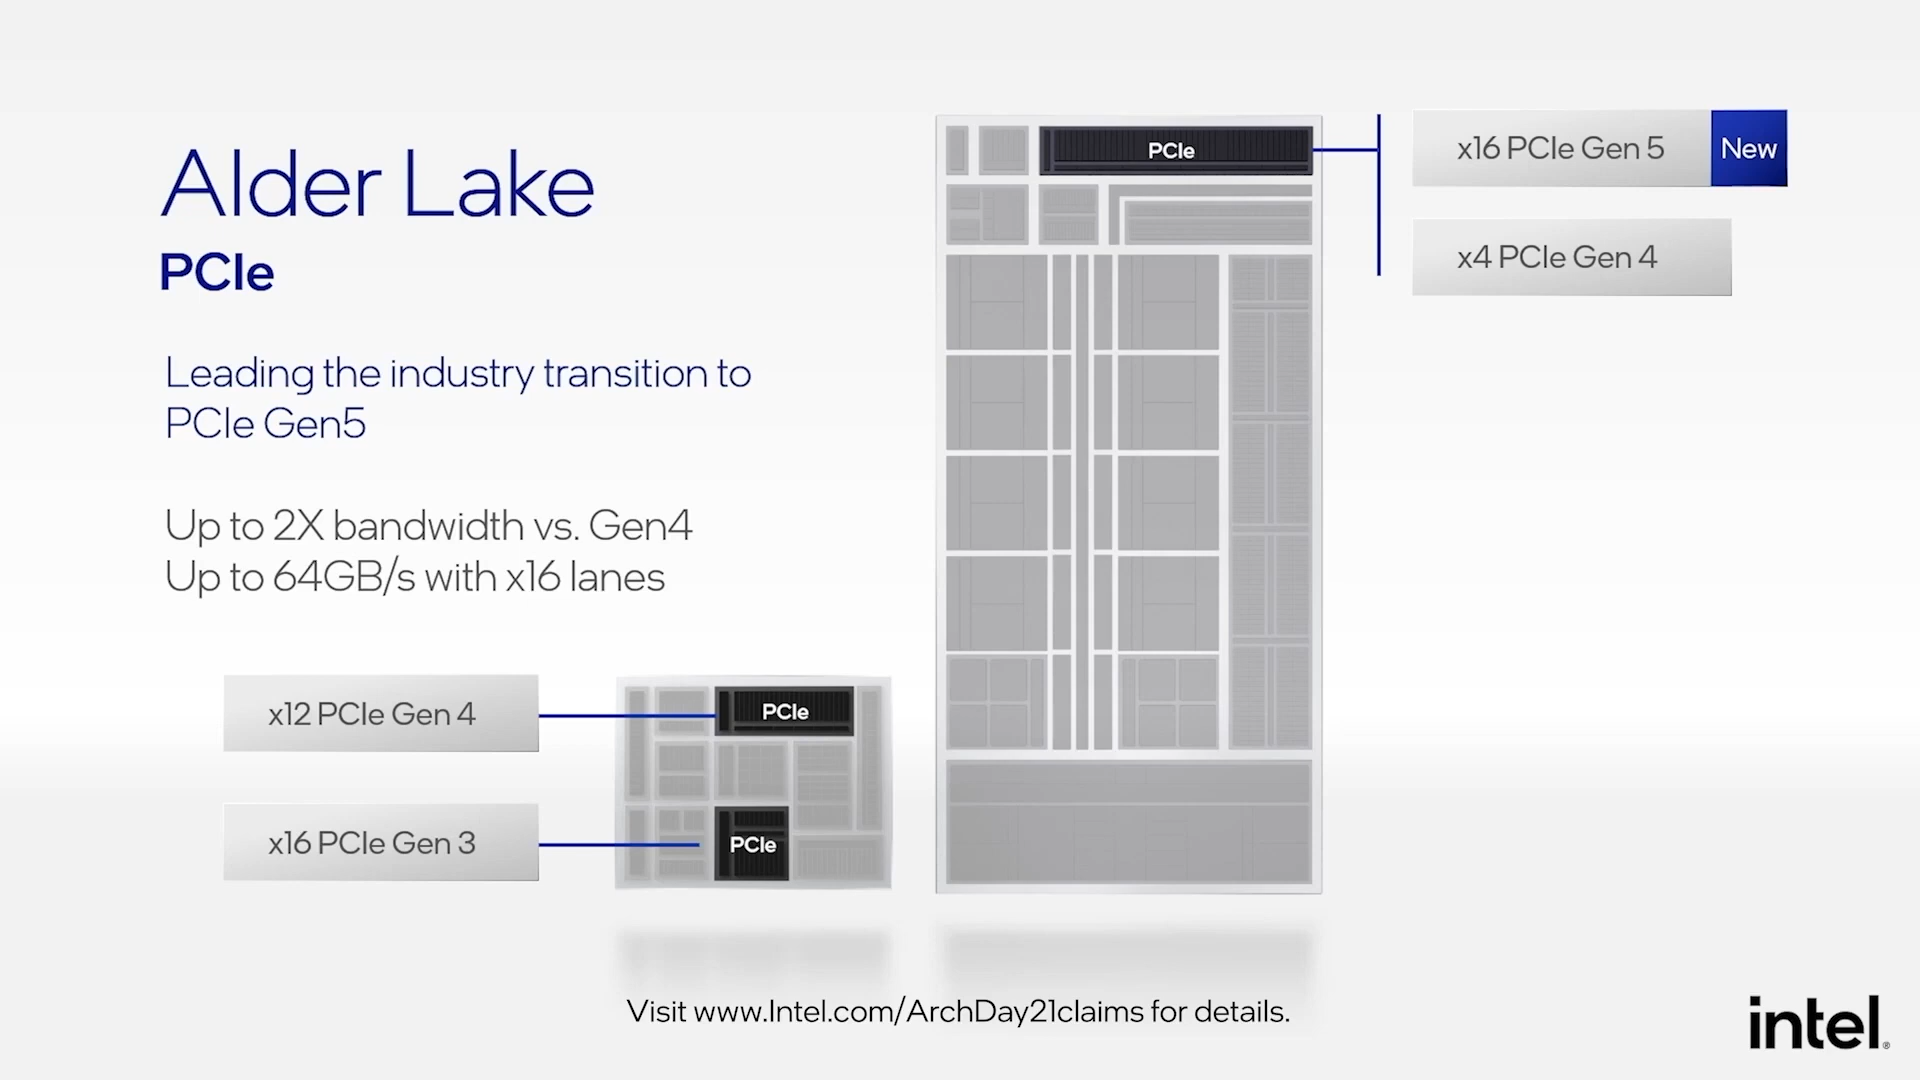 Alder Lake
PCIe
Leading the industry transition to
PCIe Gen5
Up to 2X bandwidth vs. Gen4
Up to 64GB/s with x16 lanes
PCIe
x16 PCIe Gen 5
New
x4 PCIe Gen 4
x12 PCIe Gen 4
PCIe
x16 PCIe Gen 3
PCIe
Visit www.Intel.com/ArchDay21claims for details.
intel®